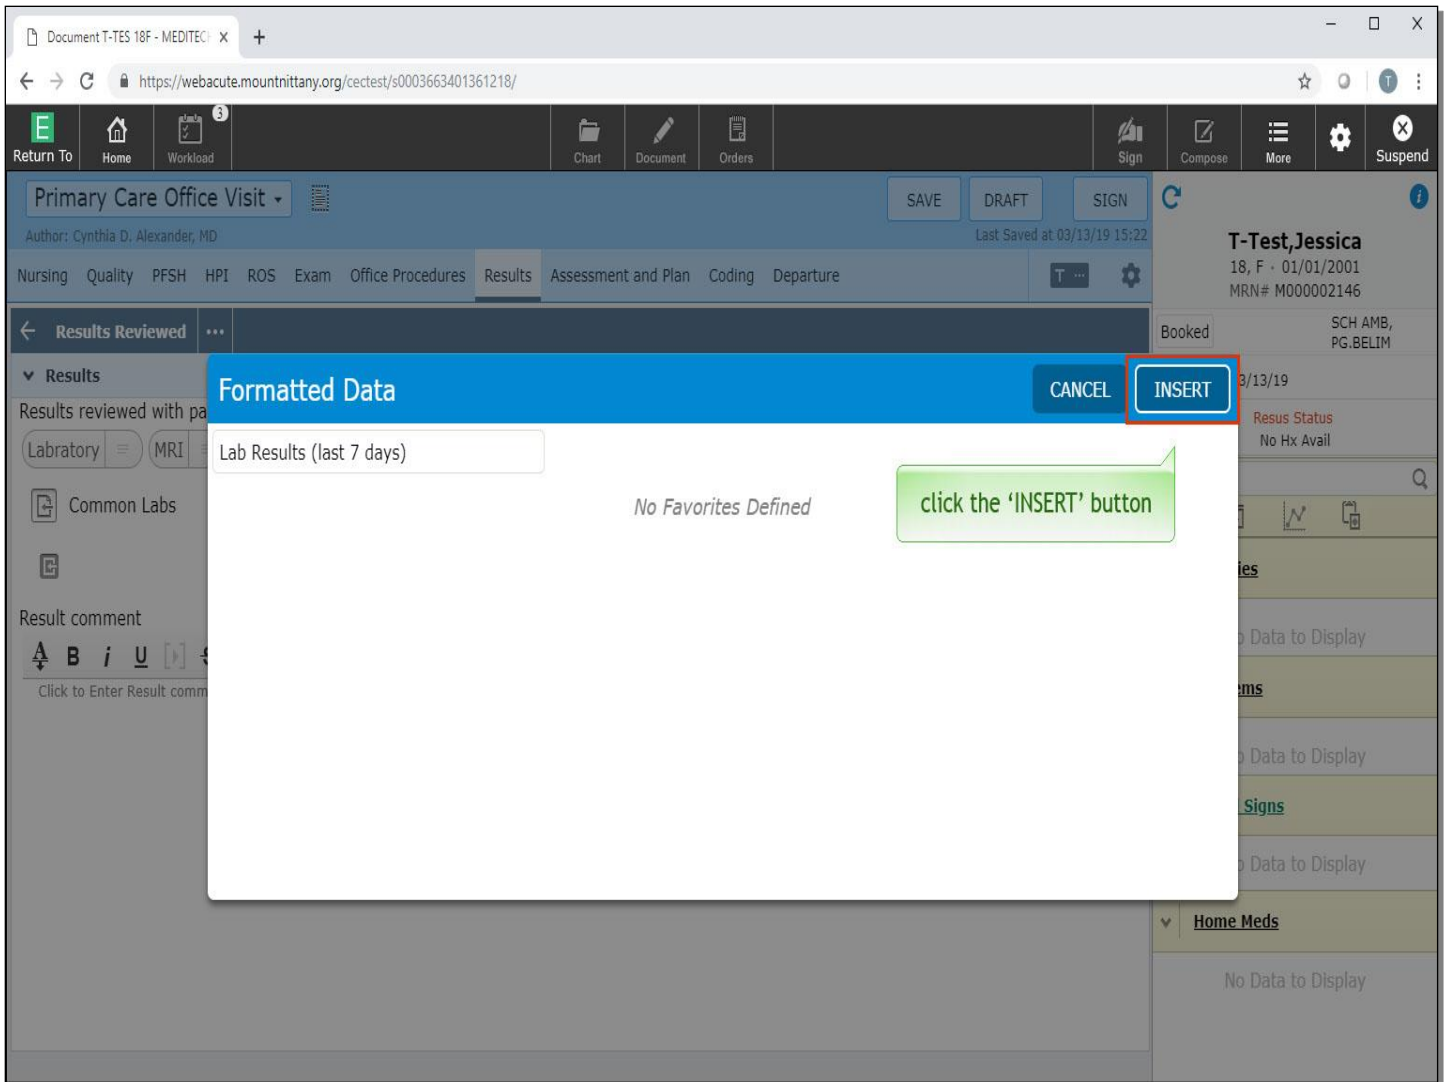 Document T-TES 18F - MEDITEC
https://webacute.mountnittany.org/cectest/s0003663401361218/
T
E
3
Return To
Home
Workload
Chart
Document
Orders
Sign
Compose
More
Suspend
Primary Care Office Visit
SAVE
DRAFT
SIGN
Author: Cynthia D. Alexander, MD
Last Saved at 03/13/19 15:22
Nursing Quality PFSH HPI ROS Exam Office Procedures Results Assessment and Plan Coding Departure
T ...
T-Test,Jessica
18, F · 01/01/2001
MRN# M000002146
Results Reviewed ...
Booked
SCH AMB,
PG.BELIM
Results
Formatted Data
CANCEL
INSERT
3/13/19
Results reviewed with pa
Resus Status
No Hx Avail
Labratory
MRI
Lab Results (last 7 days)
Common Labs
No Favorites Defined
click the ‘INSERT’ button
ies
Result comment
Data to Display
A B i U
Click to Enter Result comm
ems
Data to Display
Signs
Data to Display
Home Meds
No Data to Display